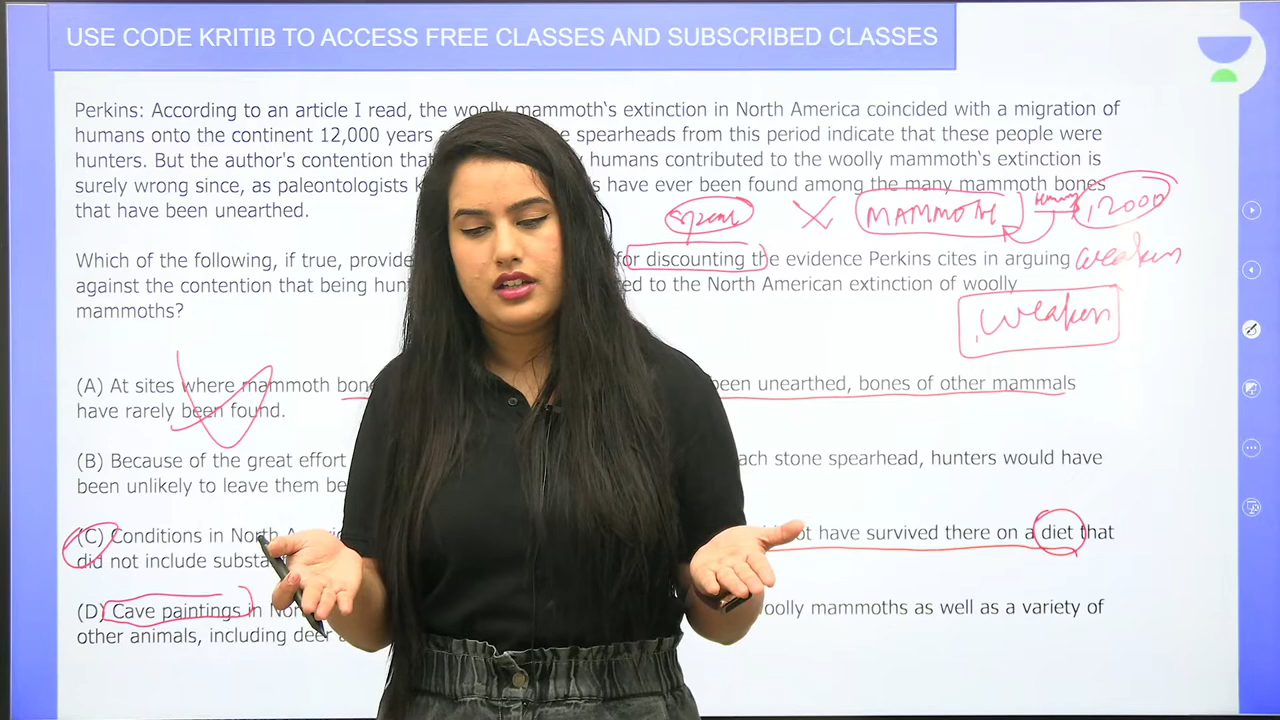 USE CODE KRITIB TO ACCESS FREE CLASSES AND SUBSCRIBED CLASSES
Perkins: According to an article I read, the woolly mammoth's extinction in North America coincided with a migration of
humans onto the continent 12,000 years spearheads from this period indicate that these people were
hunters. But the author's contention that humans contributed to the woolly mammoth's extinction is
surely wrong since, as paleontologists have ever been found among the many mammoth bones
that have been unearthed.
spear X MAMMOTH Humans 12000
Which of the following, if true, provide for discounting the evidence Perkins cites in arguing weaken
against the contention that being hun ed to the North American extinction of woolly
mammoths?
weaken
(A) At sites where mammoth bone been unearthed, bones of other mammals
have rarely been found.
(B) Because of the great effort ach stone spearhead, hunters would have
been unlikely to leave them be
(C) Conditions in North ot have survived there on a diet that
did not include substa
(D) Cave paintings in Nor woolly mammoths as well as a variety of
other animals, including deer